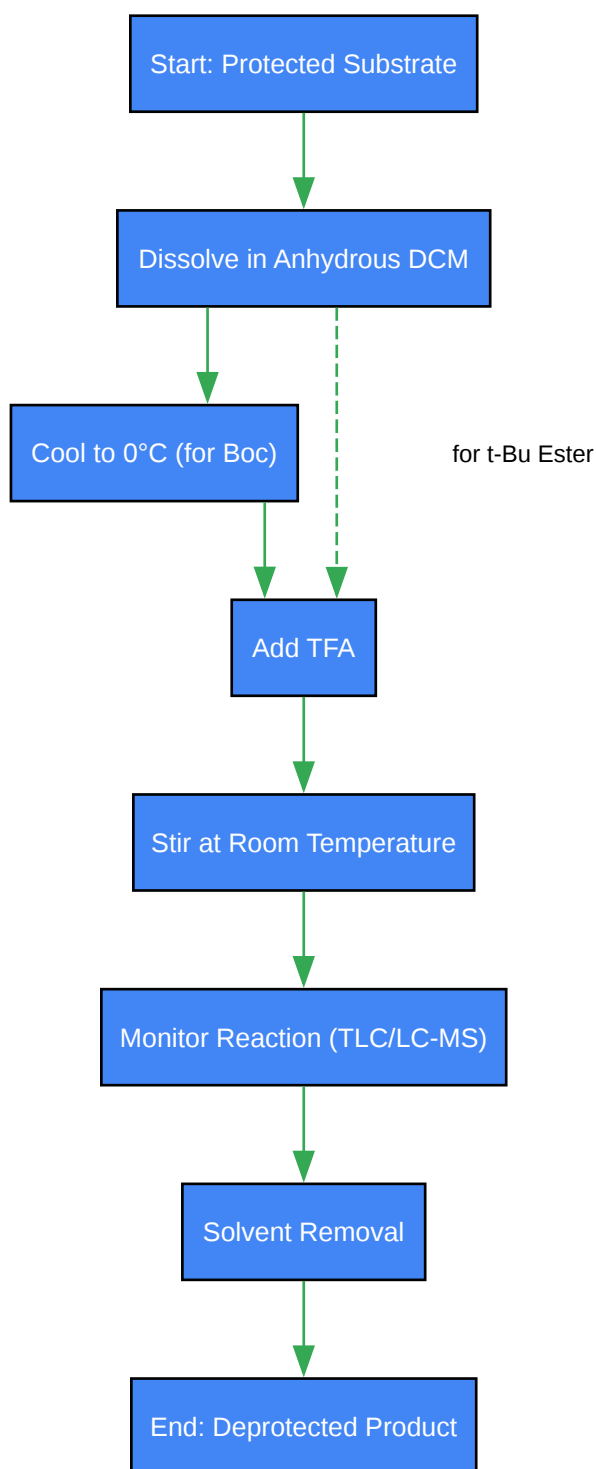 Start: Protected Substrate
Dissolve in Anhydrous DCM
Cool to 0°C (for Boc)
for t-Bu Ester
Add TFA
Stir at Room Temperature
Monitor Reaction (TLC/LC-MS)
Solvent Removal
End: Deprotected Product